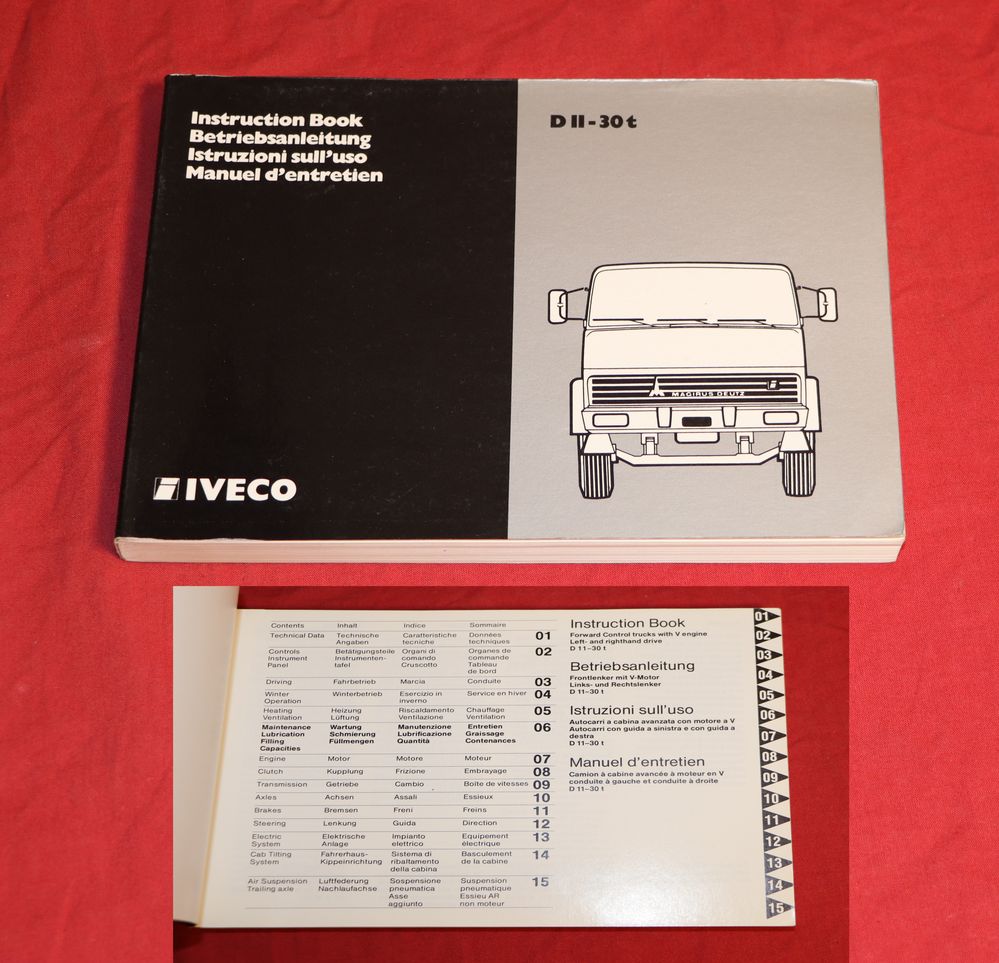 Instruction Book
Betriebsanleitung
Istruzioni sull'uso
Manuel d'entretien
D II-30 t
MAGIRUS DEUTZ
IVECO
Contents Inhalt Indice Sommaire
Technical Data Technische Caratteristiche Données 01
Angaben tecniche techniques
Controls Betätigungsteile Organi di Organes de 02
Instrument Instrumenten- comando commande
Panel tafel Cruscotto Tableau
de bord
Driving Fahrbetrieb Marcia Conduite 03
Winter Winterbetrieb Esercizio in Service en hiver 04
Operation inverno
Heating Heizung Riscaldamento Chauffage 05
Ventilation Lüftung Ventilazione Ventilation
Maintenance Wartung Manutenzione Entretien 06
Lubrication Schmierung Lubrificazione Graissage
Filling Füllmengen Quantità Contenances
Capacities
Engine Motor Motore Moteur 07
Clutch Kupplung Frizione Embrayage 08
Transmission Getriebe Cambio Boîte de vitesses 09
Axles Achsen Assali Essieux 10
Brakes Bremsen Freni Freins 11
Steering Lenkung Guida Direction 12
Electric Elektrische Impianto Equipement 13
System Anlage elettrico électrique
Cab Tilting Fahrerhaus- Sistema di Basculement 14
System Kippeinrichtung ribaltamento de la cabine
della cabina
Air Suspension Luftfederung Sospensione Suspension 15
Trailing axle Nachlaufachse pneumatica pneumatique
Asse Essieu AR
aggiunto non moteur
Instruction Book
Forward Control trucks with V engine
Left- and righthand drive
D 11-30 t
Betriebsanleitung
Frontlenker mit V-Motor
Links- und Rechtslenker
D 11-30 t
Istruzioni sull'uso
Autocarri a cabina avanzata con motore a V
Autocarri con guida a sinistra e con guida a
destra
D 11-30 t
Manuel d'entretien
Camion à cabine avancée à moteur en V
conduite à gauche et conduite à droite
D 11-30 t
01
02
03
04
05
06
07
08
09
10
11
12
13
14
15